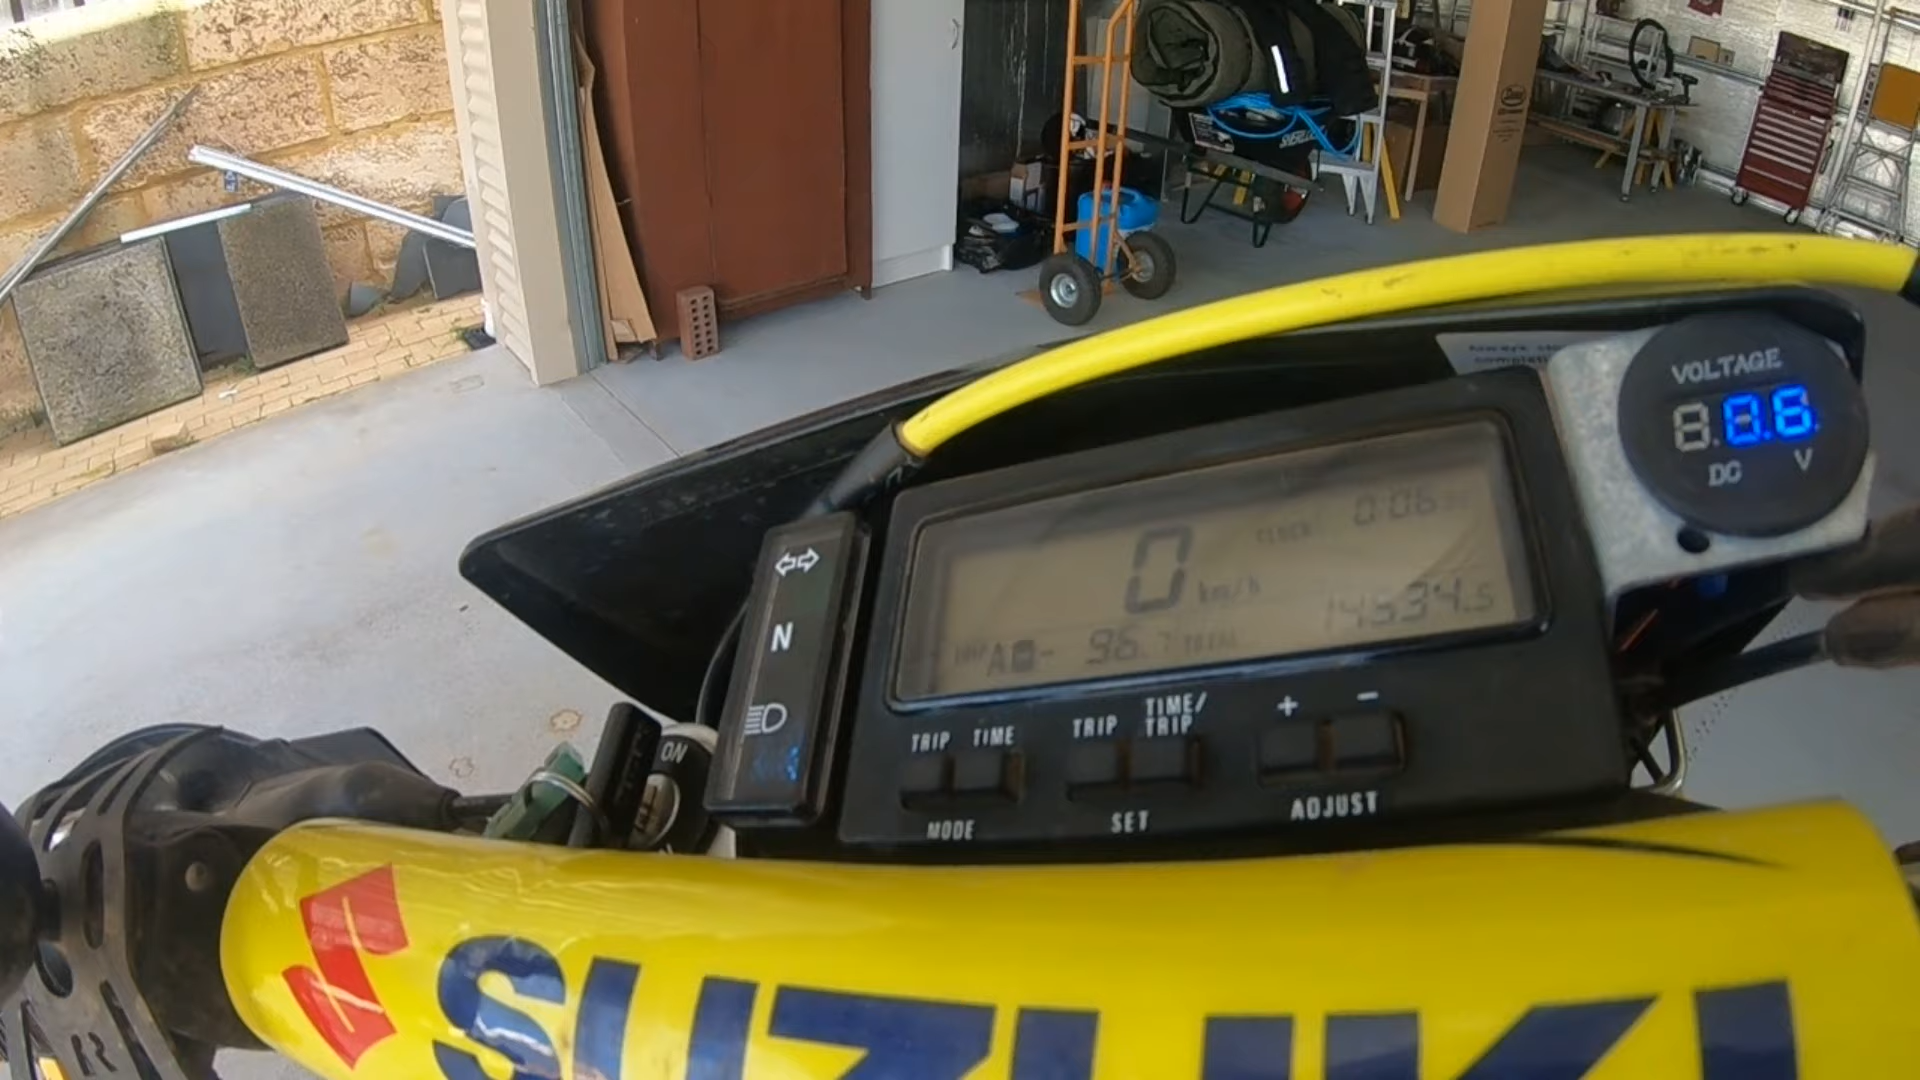 VOLTAGE
8.0.6.
DC V
CLOCK 0:06
0 km/h
14534.5
A 96.7 TOTAL
N
ON
TRIP TIME TRIP TIME/
TRIP + -
MODE SET ADJUST
SUZUKI
R